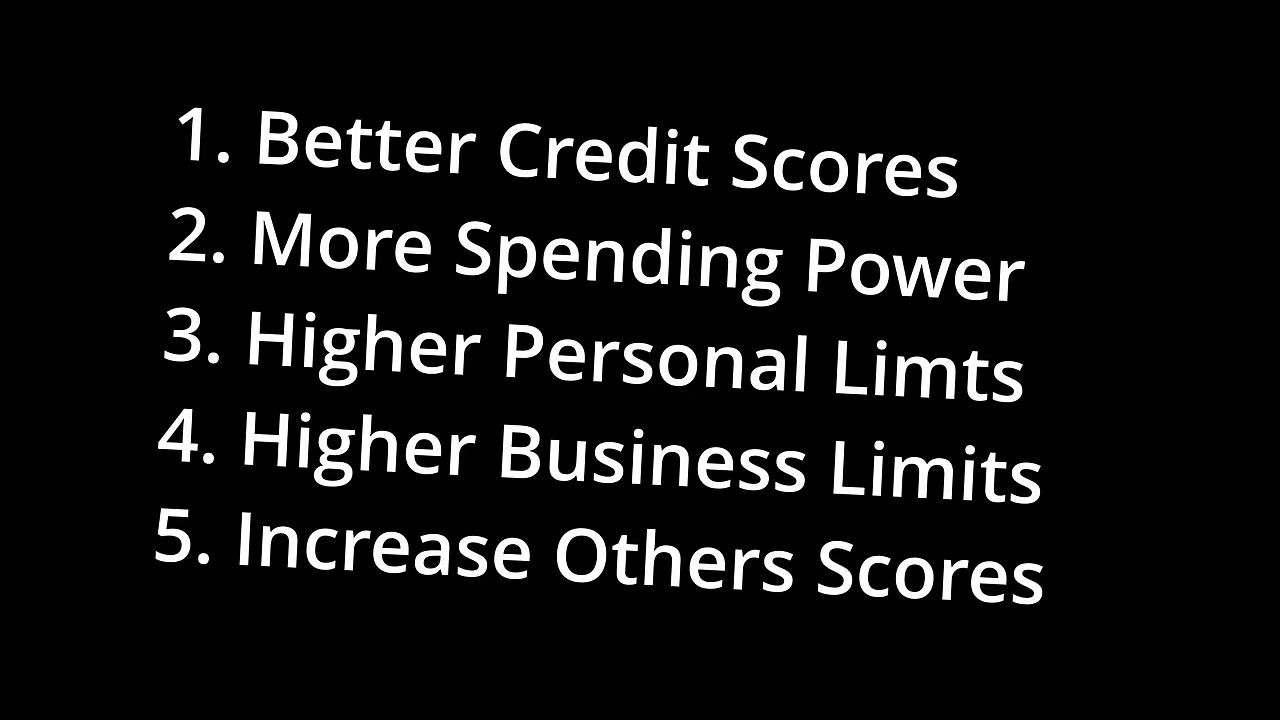 1. Better Credit Scores
2. More Spending Power
3. Higher Personal Limts
4. Higher Business Limits
5. Increase Others Scores